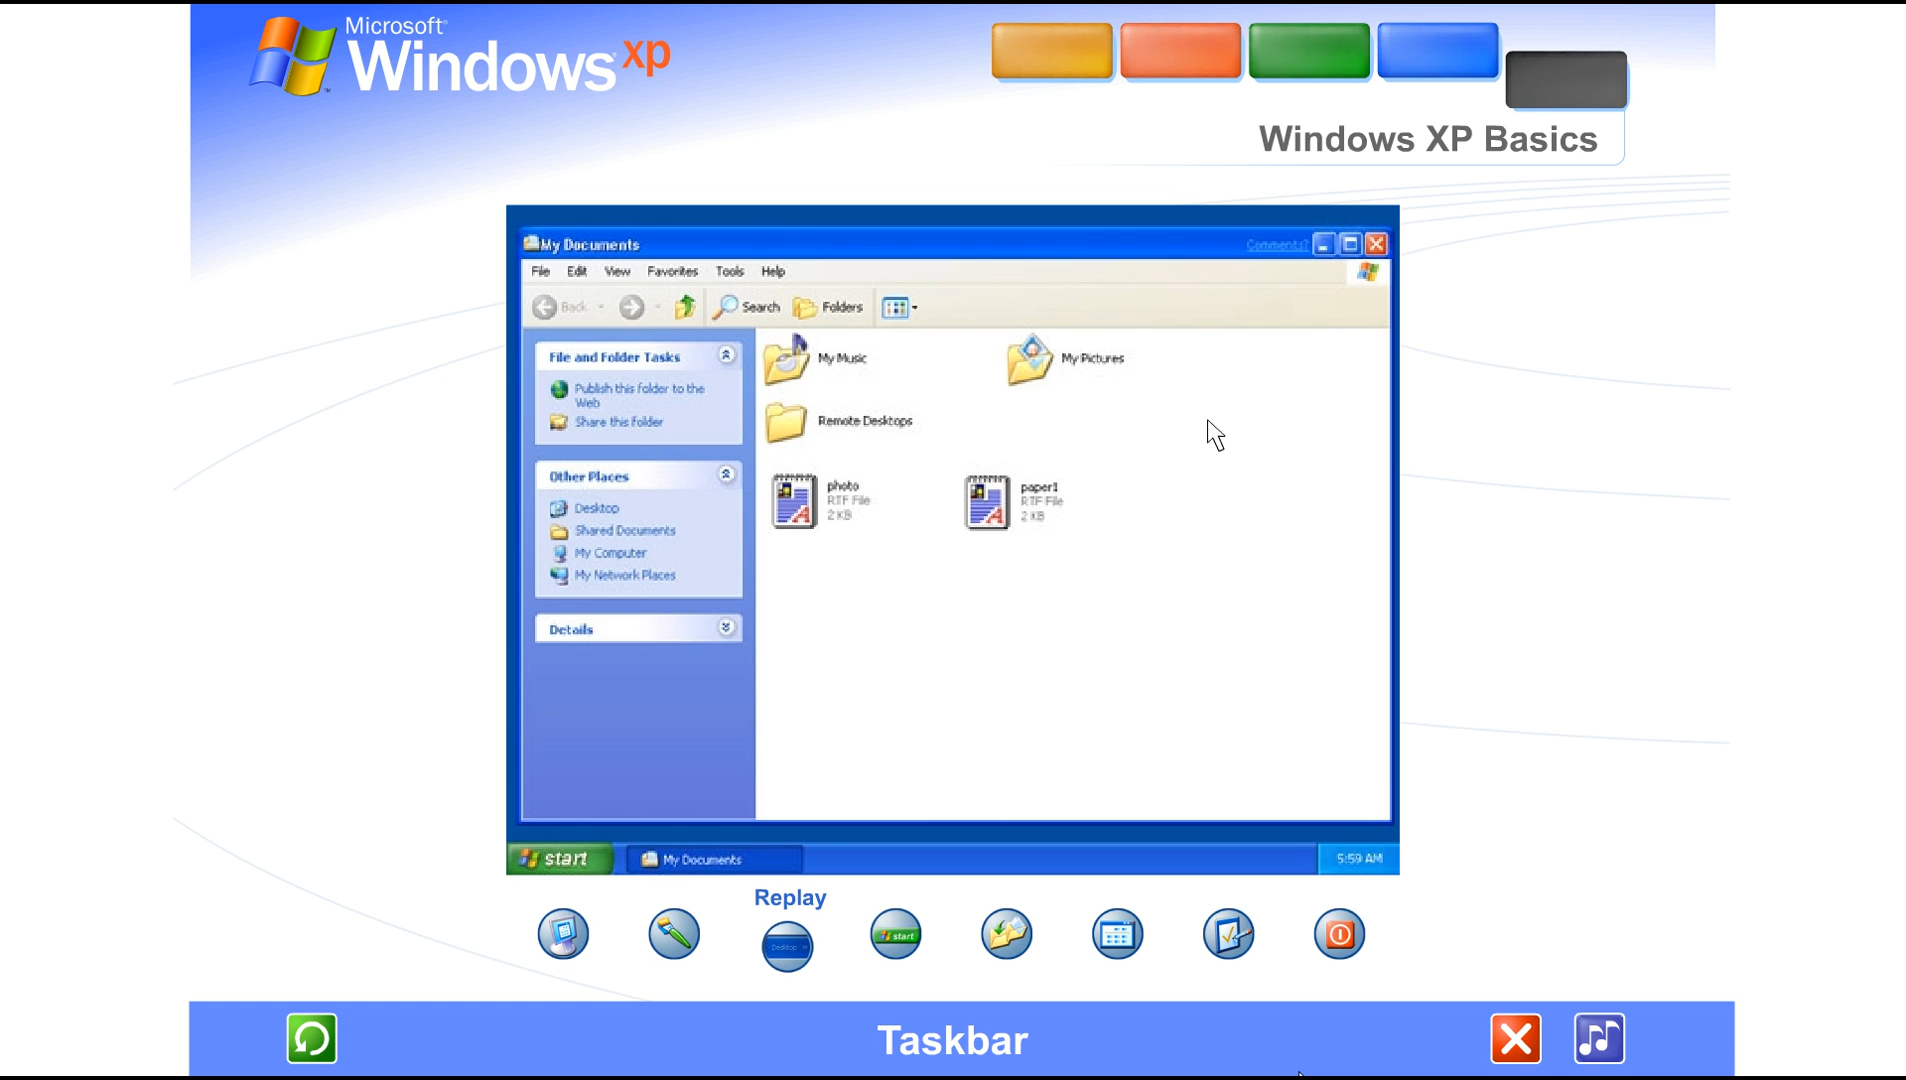 Microsoft®
Windows xp
™
Windows XP Basics
My Documents
Comments?
File Edit View Favorites Tools Help
Back Search Folders
File and Folder Tasks
Publish this folder to the
Web
Share this folder
Other Places
Desktop
Shared Documents
My Computer
My Network Places
Details
My Music
My Pictures
Remote Desktops
photo
RTF File
2 KB
paper1
RTF File
2 KB
start
My Documents
5:59 AM
Replay
Desktop »
start
Taskbar